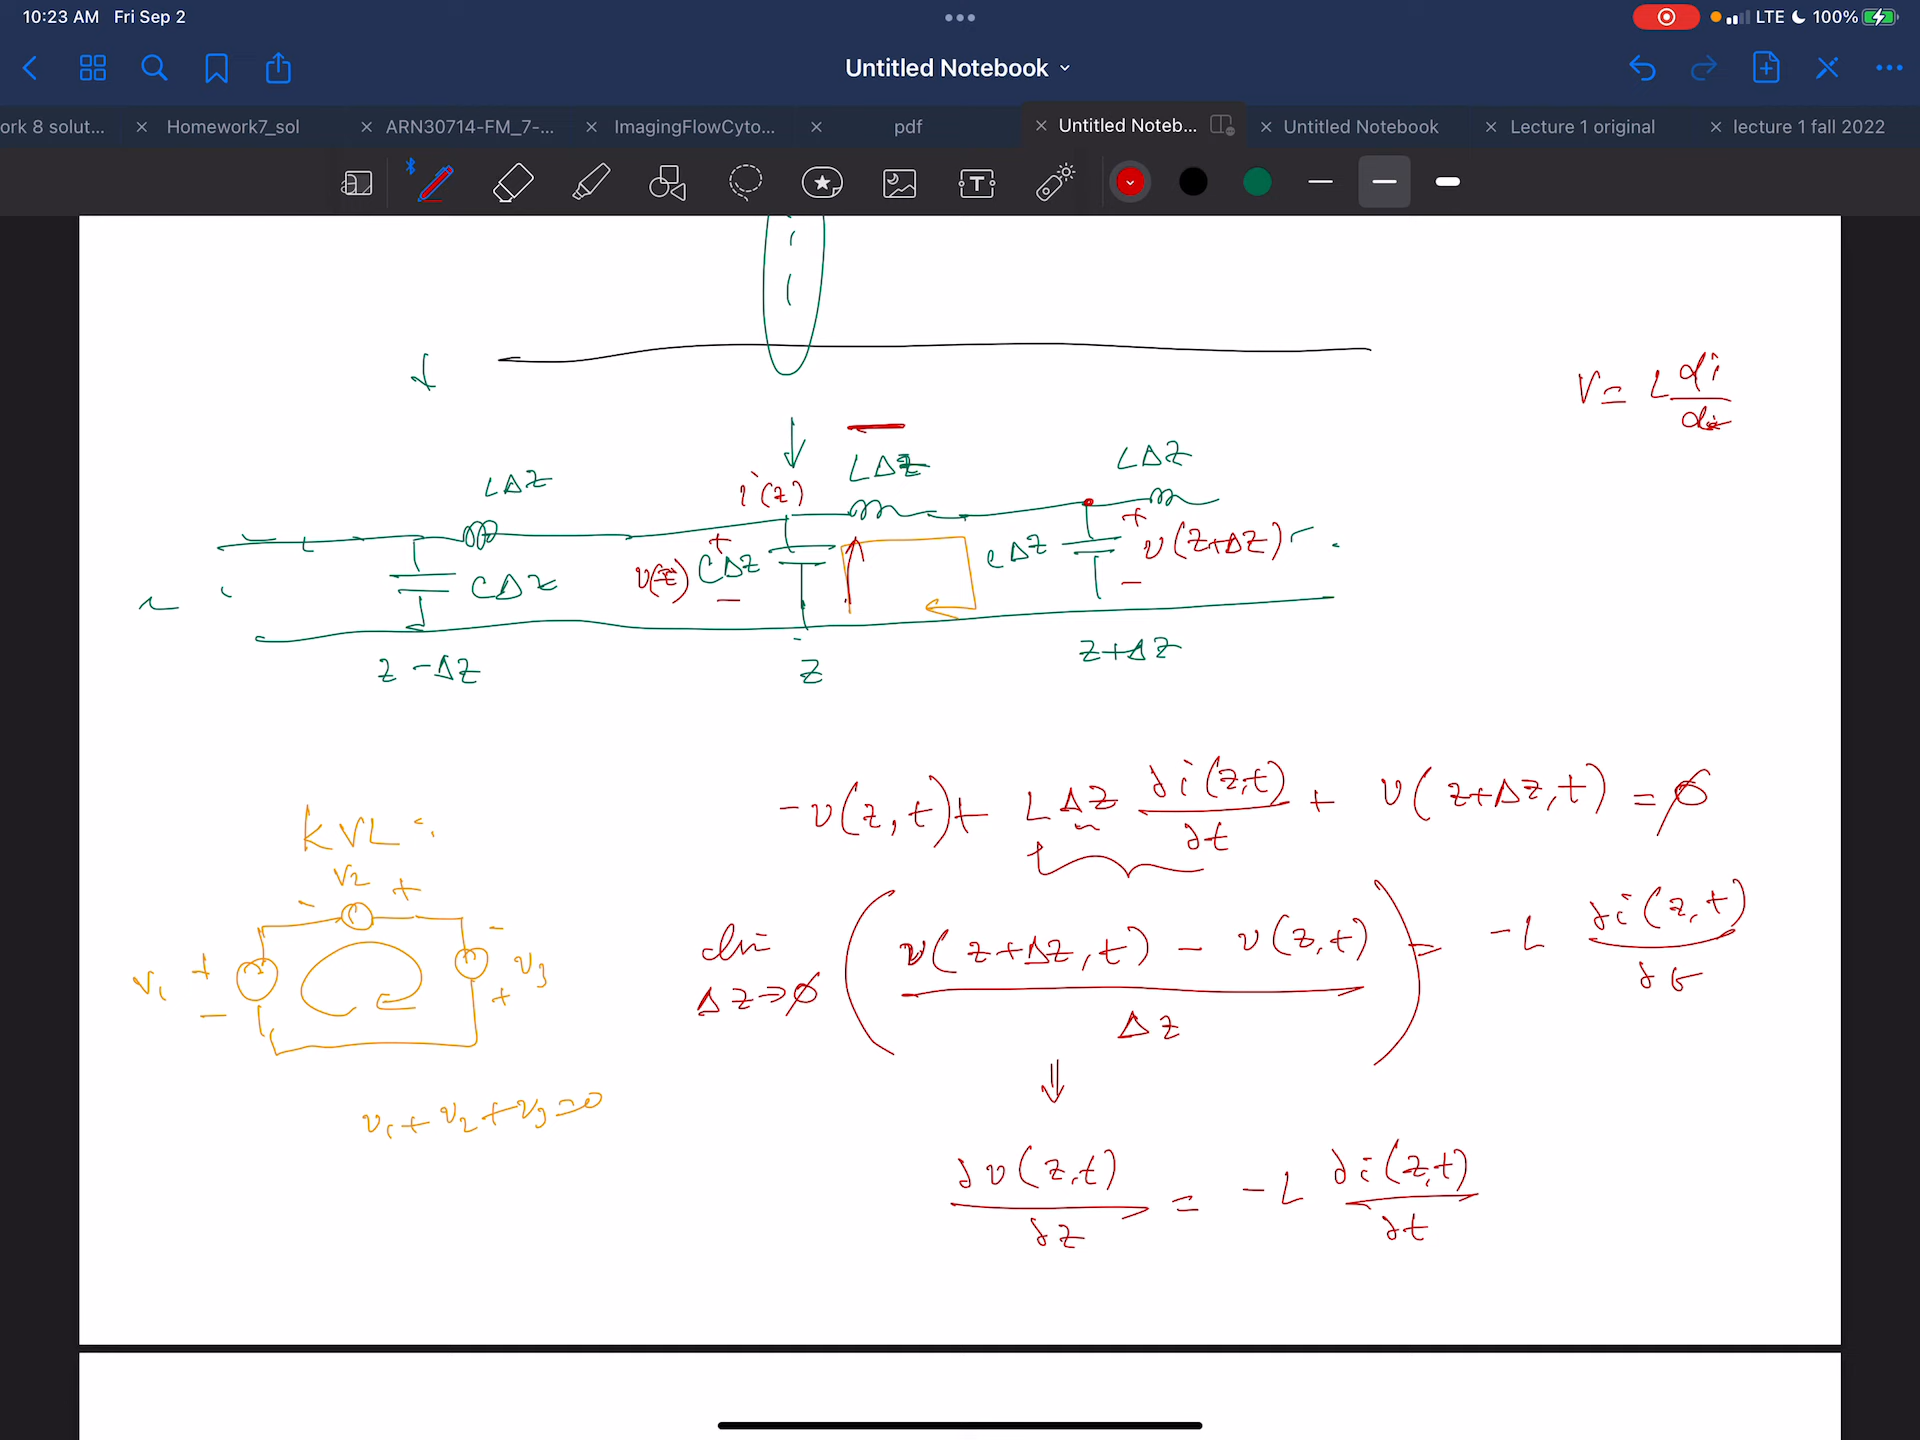 10:23 AM Fri Sep 2
LTE 100%
Untitled Notebook
ork 8 solut...
Homework7_sol
ARN30714-FM_7-...
ImagingFlowCyto...
pdf
Untitled Noteb...
Untitled Notebook
Lecture 1 original
lecture 1 fall 2022
V = L di/dt
LΔz
i(z)
LΔz
LΔz
CΔz
v(z) + −
CΔz
CΔz
+ v(z+Δz) −
z − Δz
z
z+Δz
-v(z,t) + LΔz ∂i(z,t)/∂t + v(z+Δz,t) = ∅
KVL :
- V2 +
V1 + −
- V3 +
v1 + v2 + v3 = 0
lim Δz→∅ ( (v(z+Δz,t) − v(z,t)) / Δz ) = -L ∂i(z,t)/∂t
⇓
∂v(z,t)/∂z = -L ∂i(z,t)/∂t